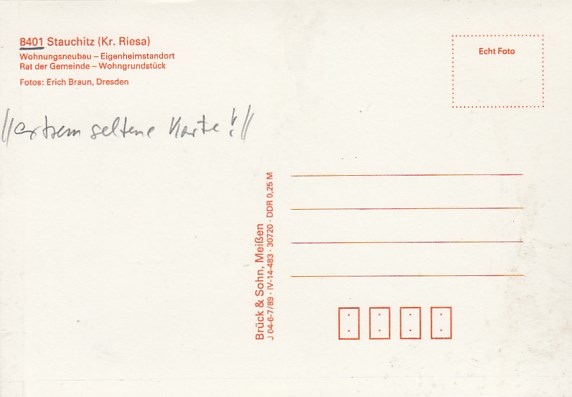 8401 Stauchitz (Kr. Riesa)
Wohnungsneubau – Eigenheimstandort
Rat der Gemeinde – Wohngrundstück
Fotos: Erich Braun, Dresden
Echt Foto
//extrem seltene Karte!!//
Brück & Sohn, Meißen
J 04-6-7/89 · IV-14-483 · 30720 · DDR 0,25 M